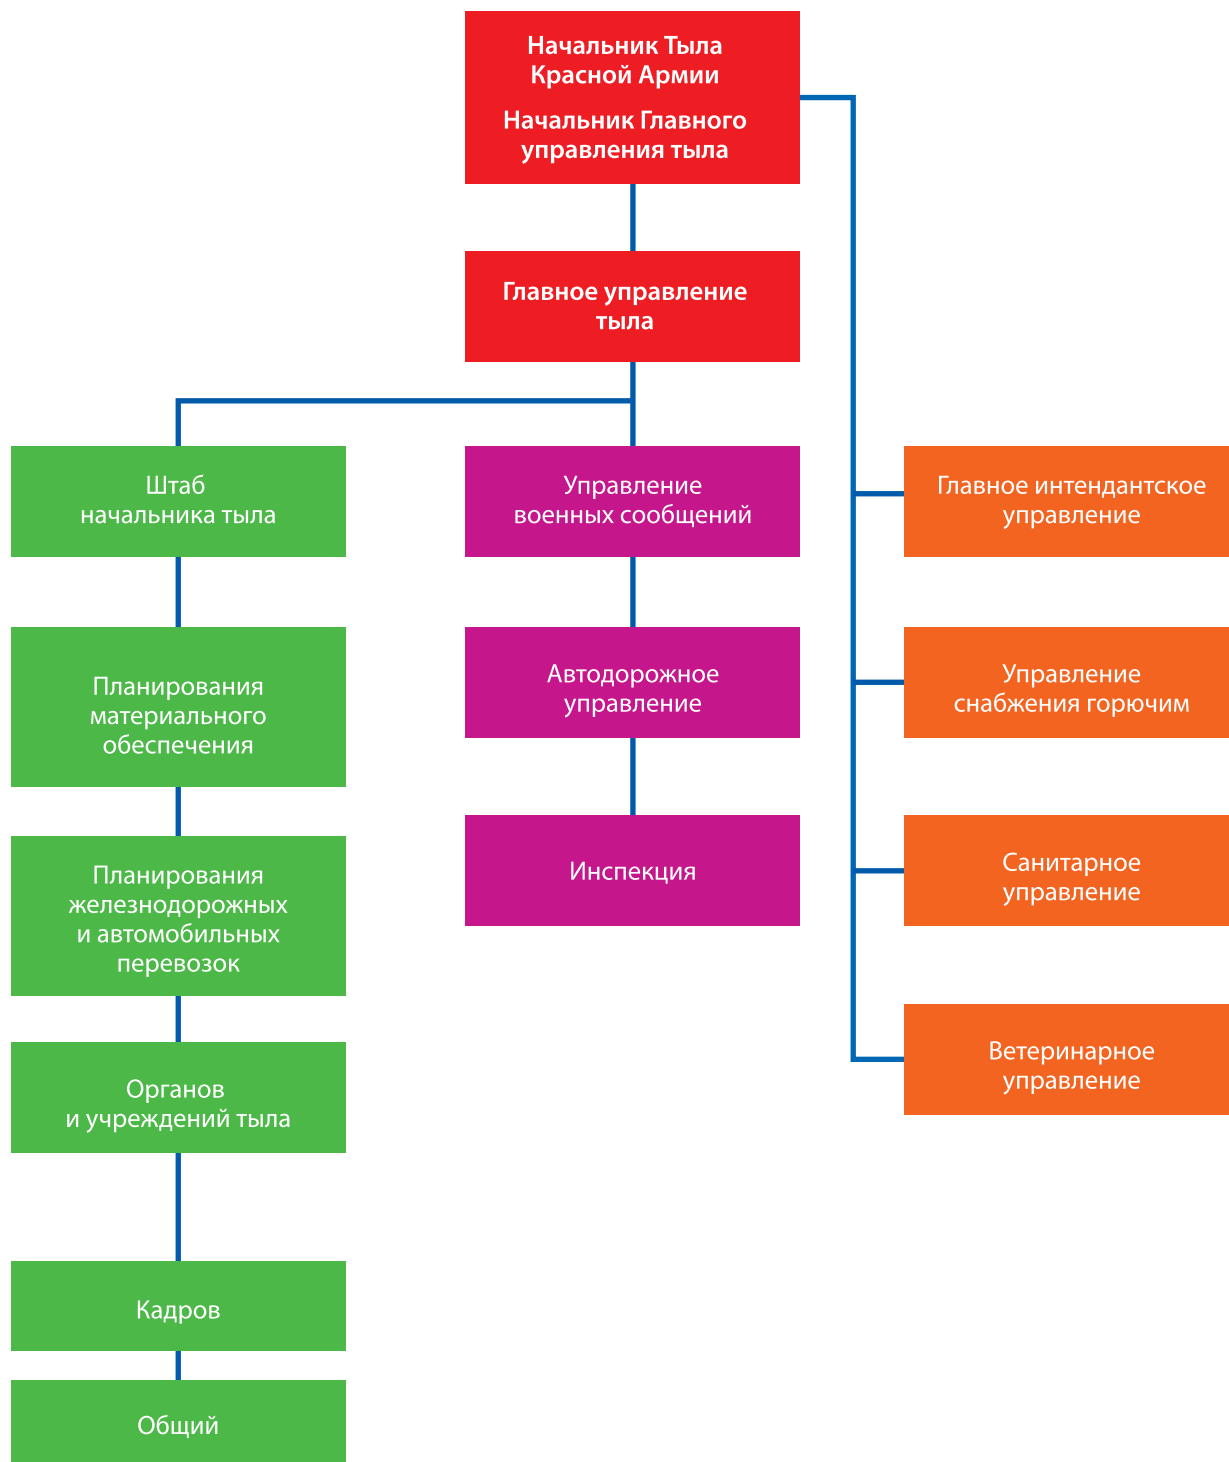 Начальник Тыла
Красной Армии
Начальник Главного
управления тыла
Главное управление
тыла
Штаб
начальника тыла
Планирования
материального
обеспечения
Планирования
железнодорожных
и автомобильных
перевозок
Органов
и учреждений тыла
Кадров
Общий
Управление
военных сообщений
Автодорожное
управление
Инспекция
Главное интендантское
управление
Управление
снабжения горючим
Санитарное
управление
Ветеринарное
управление